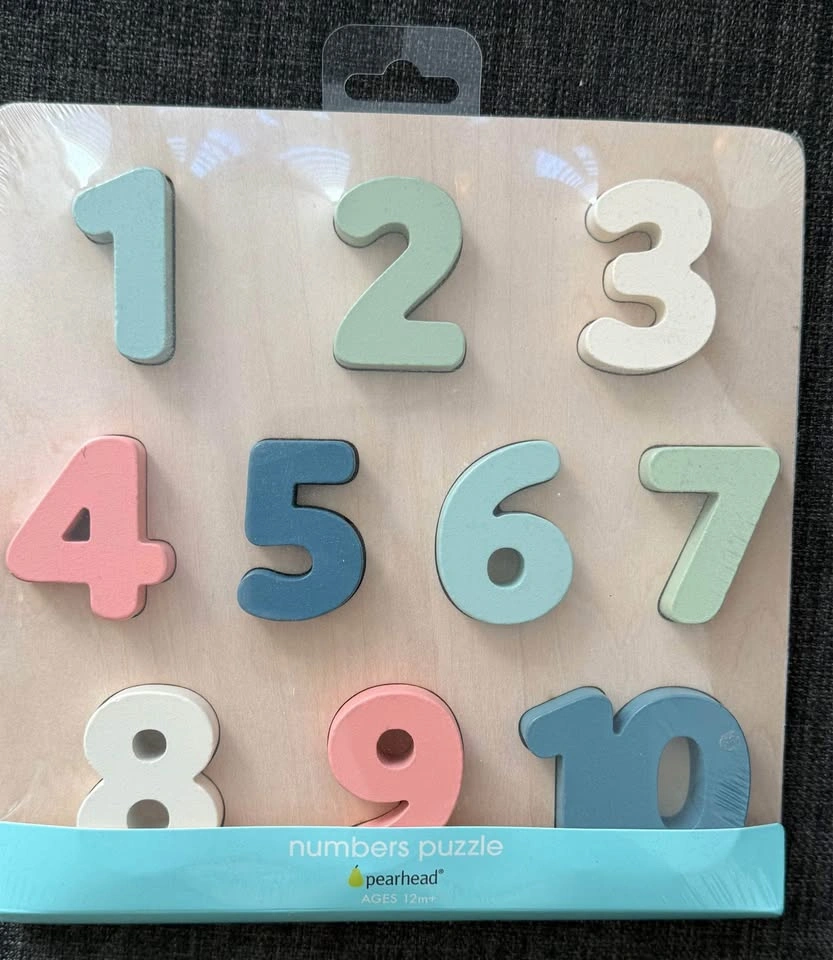 1 2 3
4 5 6 7
8 9 10
numbers puzzle
pearhead®
AGES 12m+